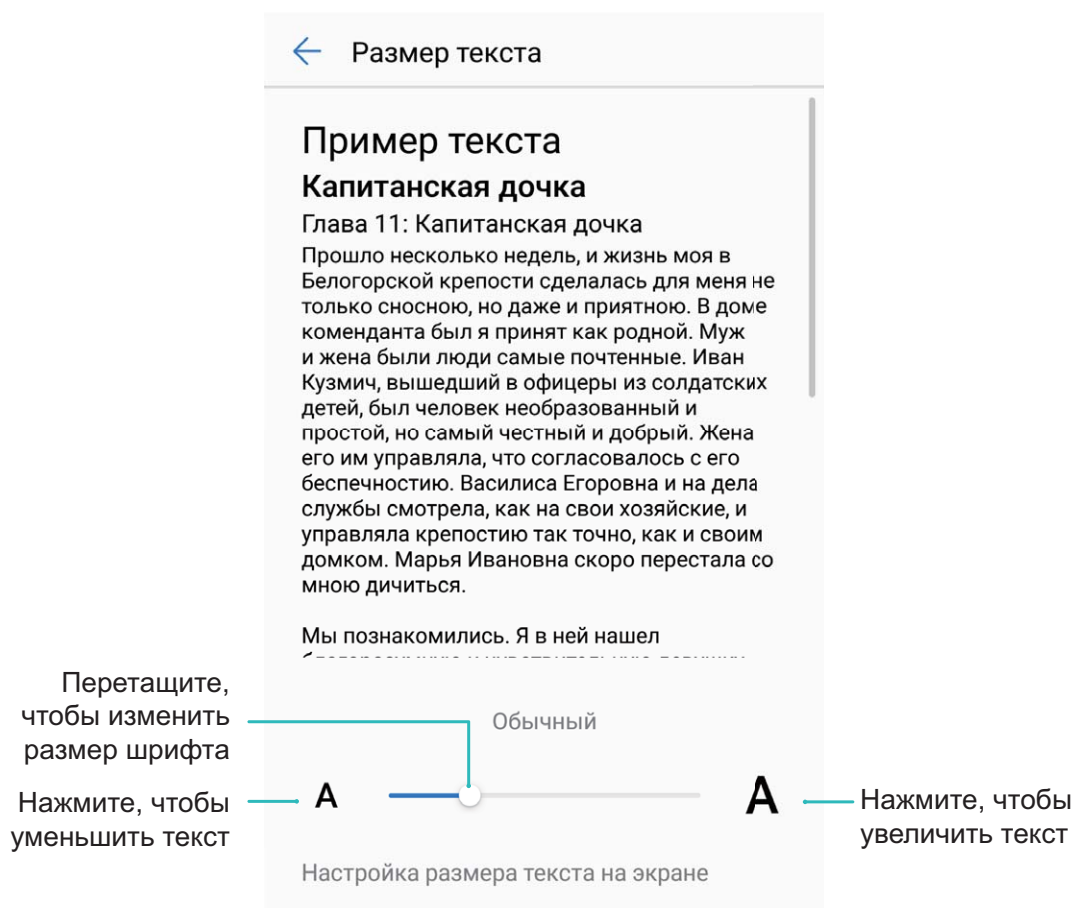 Размер текста
Пример текста
Капитанская дочка
Глава 11: Капитанская дочка
Прошло несколько недель, и жизнь моя в
Белогорской крепости сделалась для меня не
только сносною, но даже и приятною. В доме
коменданта был я принят как родной. Муж
и жена были люди самые почтенные. Иван
Кузмич, вышедший в офицеры из солдатских
детей, был человек необразованный и
простой, но самый честный и добрый. Жена
его им управляла, что согласовалось с его
беспечностию. Василиса Егоровна и на дела
службы смотрела, как на свои хозяйские, и
управляла крепостию так точно, как и своим
домком. Марья Ивановна скоро перестала со
мною дичиться.
Мы познакомились. Я в ней нашел
Перетащите,
чтобы изменить
размер шрифта
Обычный
Нажмите, чтобы
уменьшить текст
A
A
Нажмите, чтобы
увеличить текст
Настройка размера текста на экране